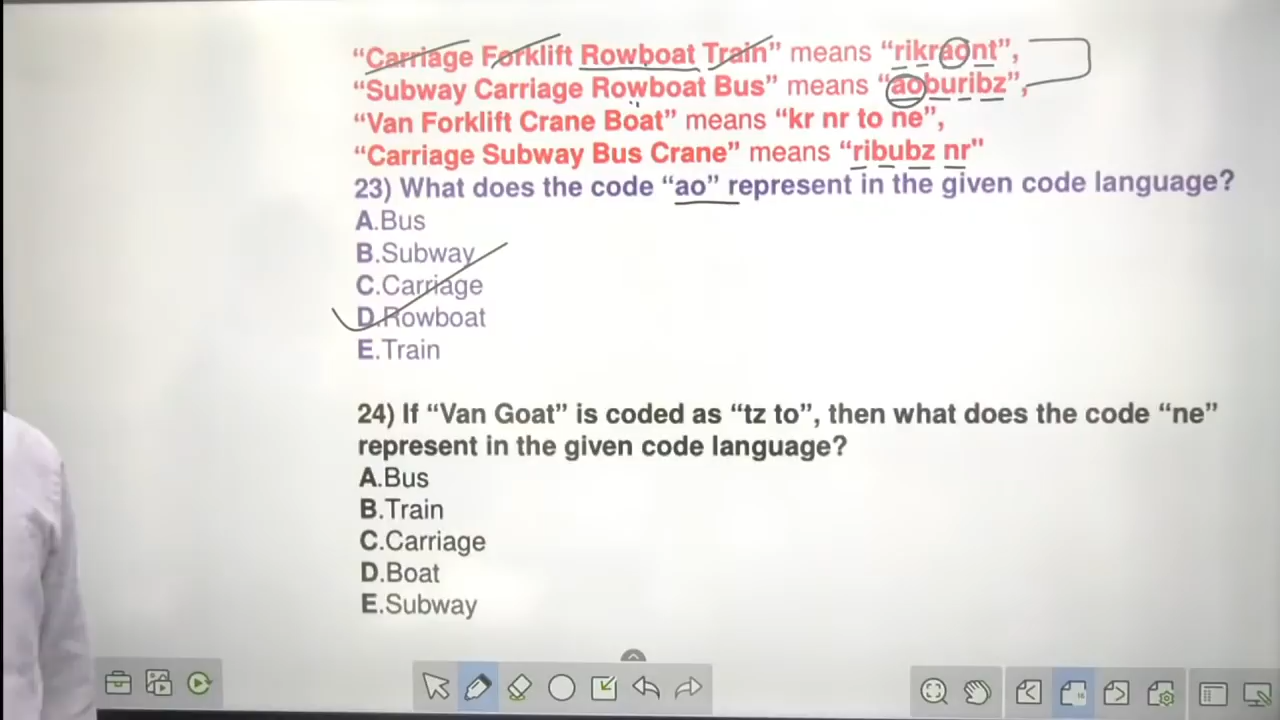 “Carriage Forklift Rowboat Train” means “rikraont”,
“Subway Carriage Rowboat Bus” means “aoburibz”,
“Van Forklift Crane Boat” means “kr nr to ne”,
“Carriage Subway Bus Crane” means “ribubz nr”
23) What does the code “ao” represent in the given code language?
A.Bus
B.Subway
C.Carriage
D.Rowboat
E.Train
24) If “Van Goat” is coded as “tz to”, then what does the code “ne”
represent in the given code language?
A.Bus
B.Train
C.Carriage
D.Boat
E.Subway